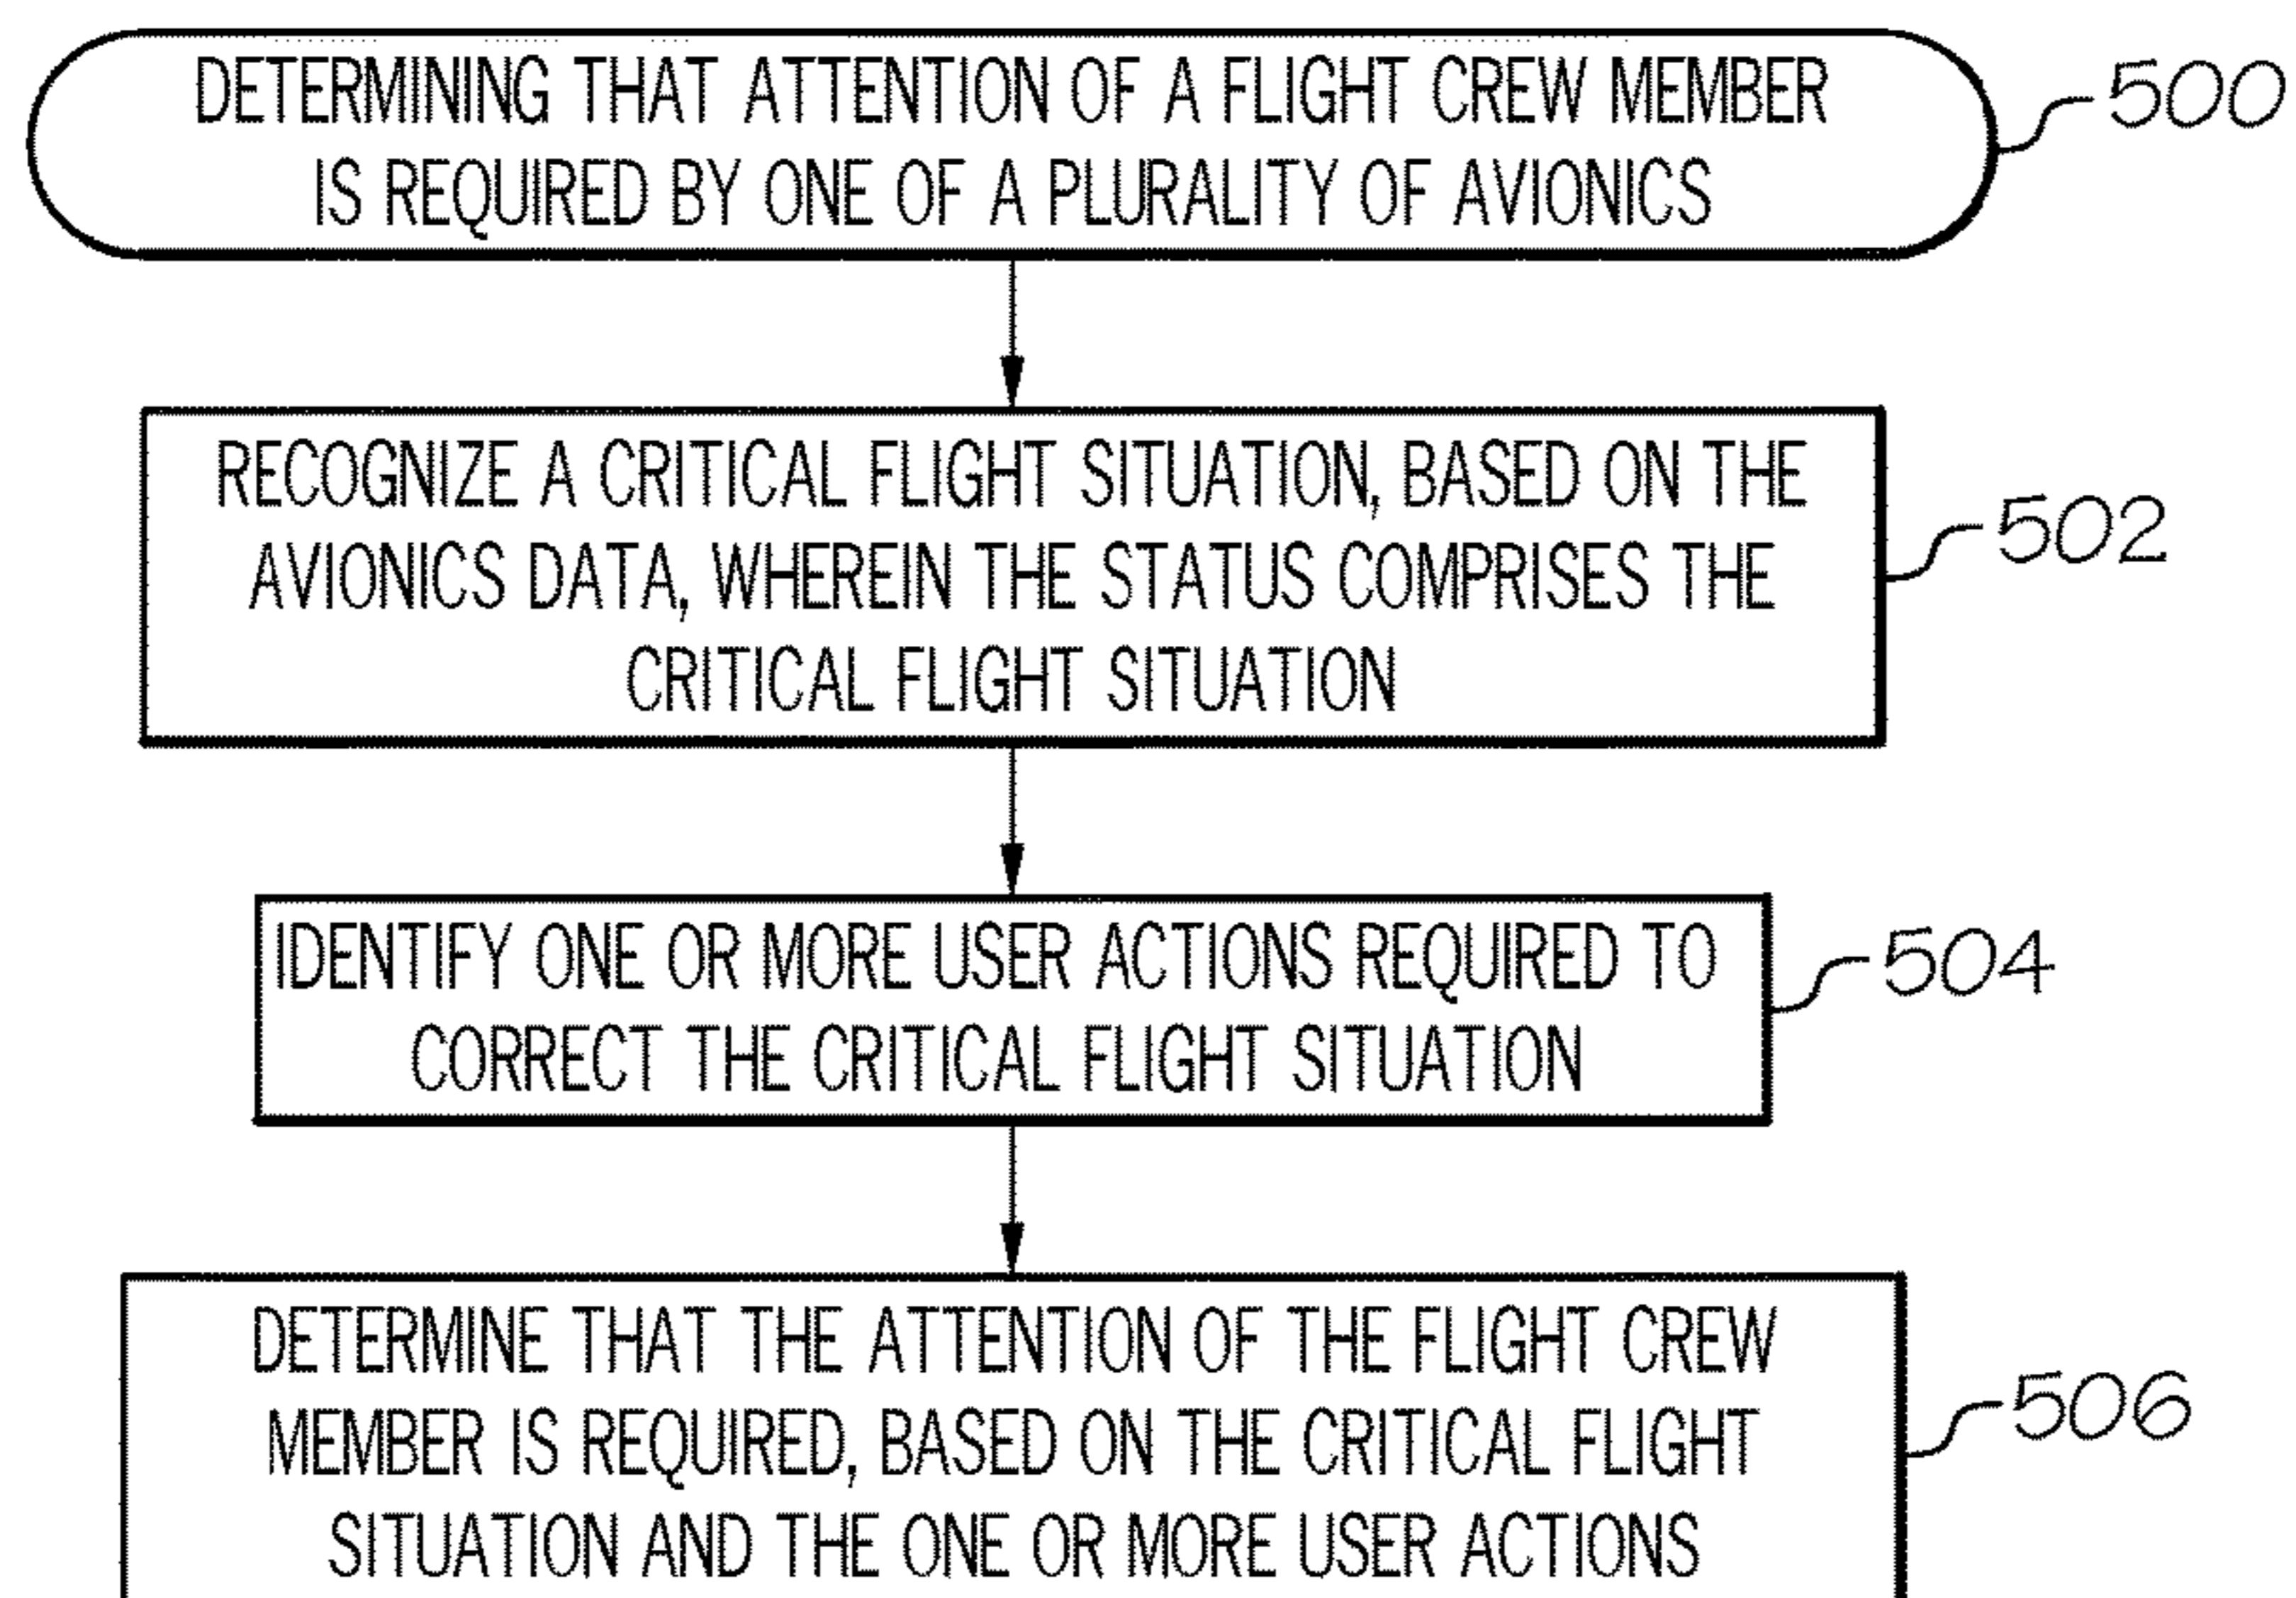 DETERMINING THAT ATTENTION OF A FLIGHT CREW MEMBER
IS REQUIRED BY ONE OF A PLURALITY OF AVIONICS
500
RECOGNIZE A CRITICAL FLIGHT SITUATION, BASED ON THE
AVIONICS DATA, WHEREIN THE STATUS COMPRISES THE
CRITICAL FLIGHT SITUATION
502
IDENTIFY ONE OR MORE USER ACTIONS REQUIRED TO
CORRECT THE CRITICAL FLIGHT SITUATION
504
DETERMINE THAT THE ATTENTION OF THE FLIGHT CREW
MEMBER IS REQUIRED, BASED ON THE CRITICAL FLIGHT
SITUATION AND THE ONE OR MORE USER ACTIONS
506